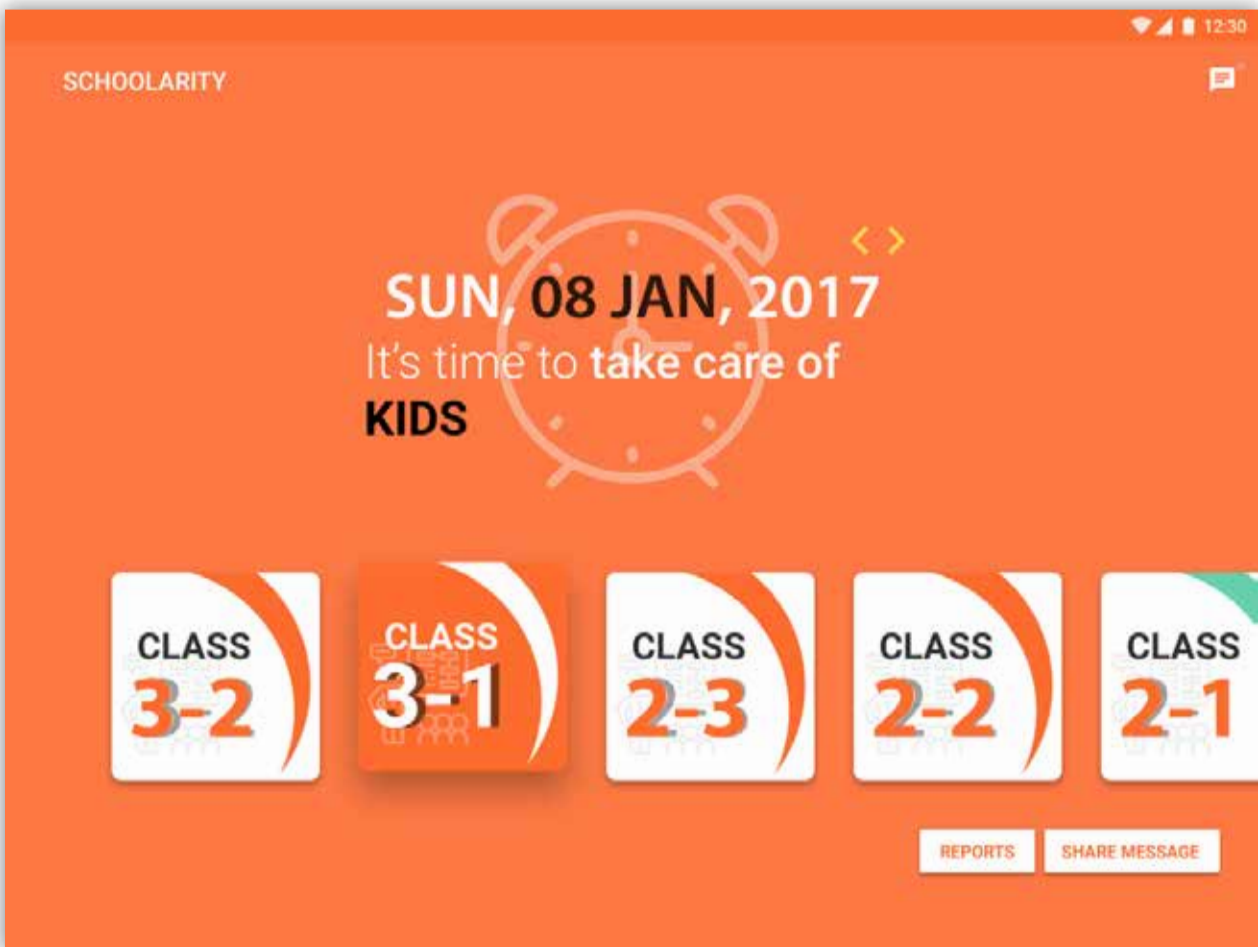 12:30
SCHOOLARITY
SUN, 08 JAN, 2017
It's time to take care of
KIDS
CLASS
3-2
CLASS
3-1
CLASS
2-3
CLASS
2-2
CLASS
2-1
REPORTS
SHARE MESSAGE